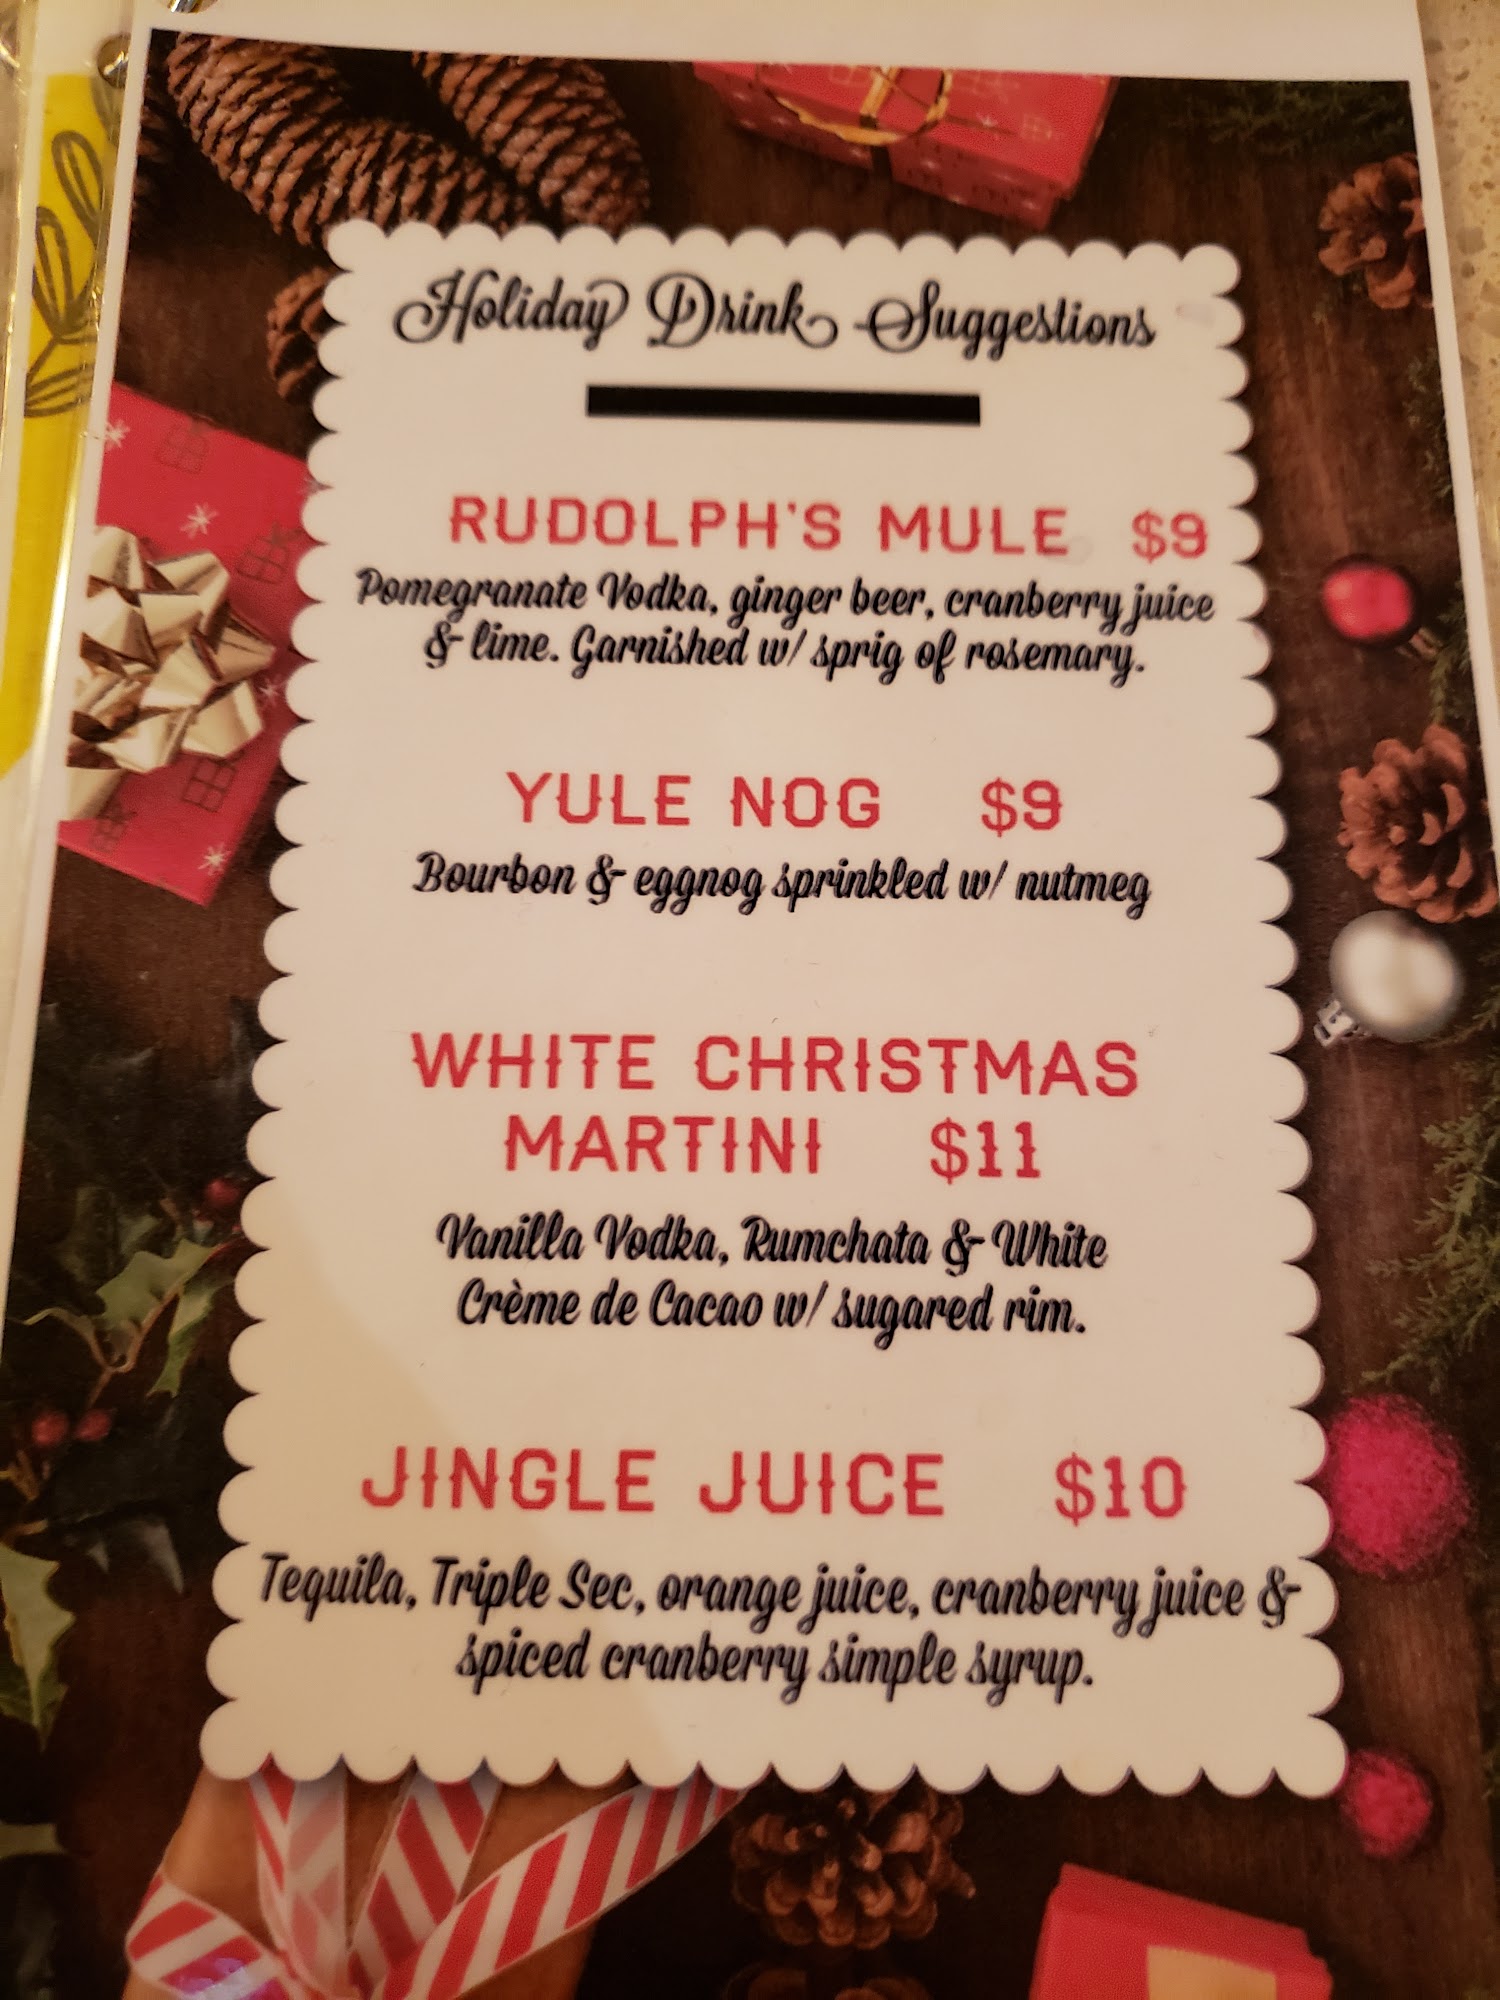 Holiday Drink Suggestions
RUDOLPH'S MULE $9
Pomegranate Vodka, ginger beer, cranberry juice
& lime. Garnished w/ sprig of rosemary.
YULE NOG $9
Bourbon & eggnog sprinkled w/ nutmeg
WHITE CHRISTMAS
MARTINI $11
Vanilla Vodka, Rumchata & White
Crème de Cacao w/ sugared rim.
JINGLE JUICE $10
Tequila, Triple Sec, orange juice, cranberry juice &
spiced cranberry simple syrup.